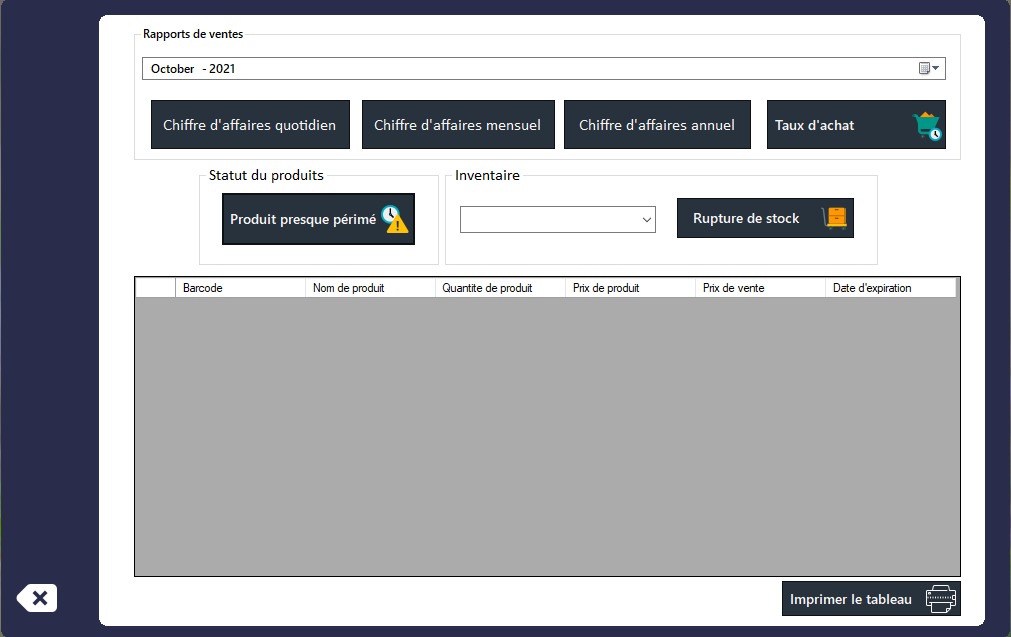 Rapports de ventes
October - 2021
Chiffre d'affaires quotidien
Chiffre d'affaires mensuel
Chiffre d'affaires annuel
Taux d'achat
Statut du produits
Inventaire
Produit presque périmé
Rupture de stock
Barcode
Nom de produit
Quantite de produit
Prix de produit
Prix de vente
Date d'expiration
Imprimer le tableau